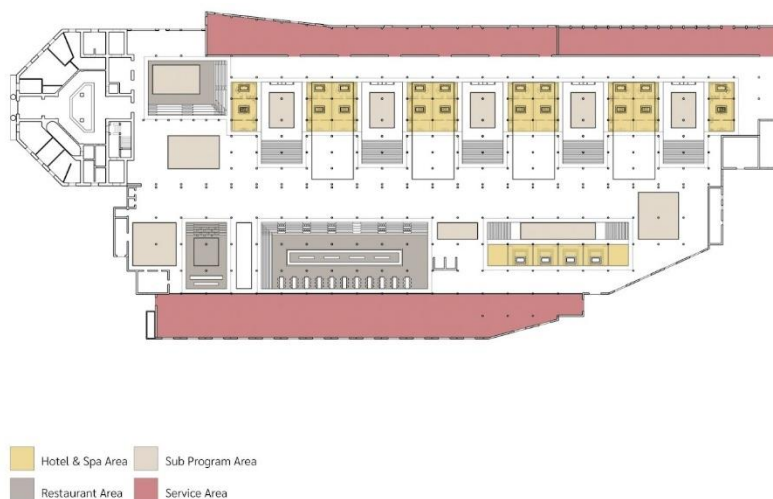 Hotel & Spa Area
Sub Program Area
Restaurant Area
Service Area